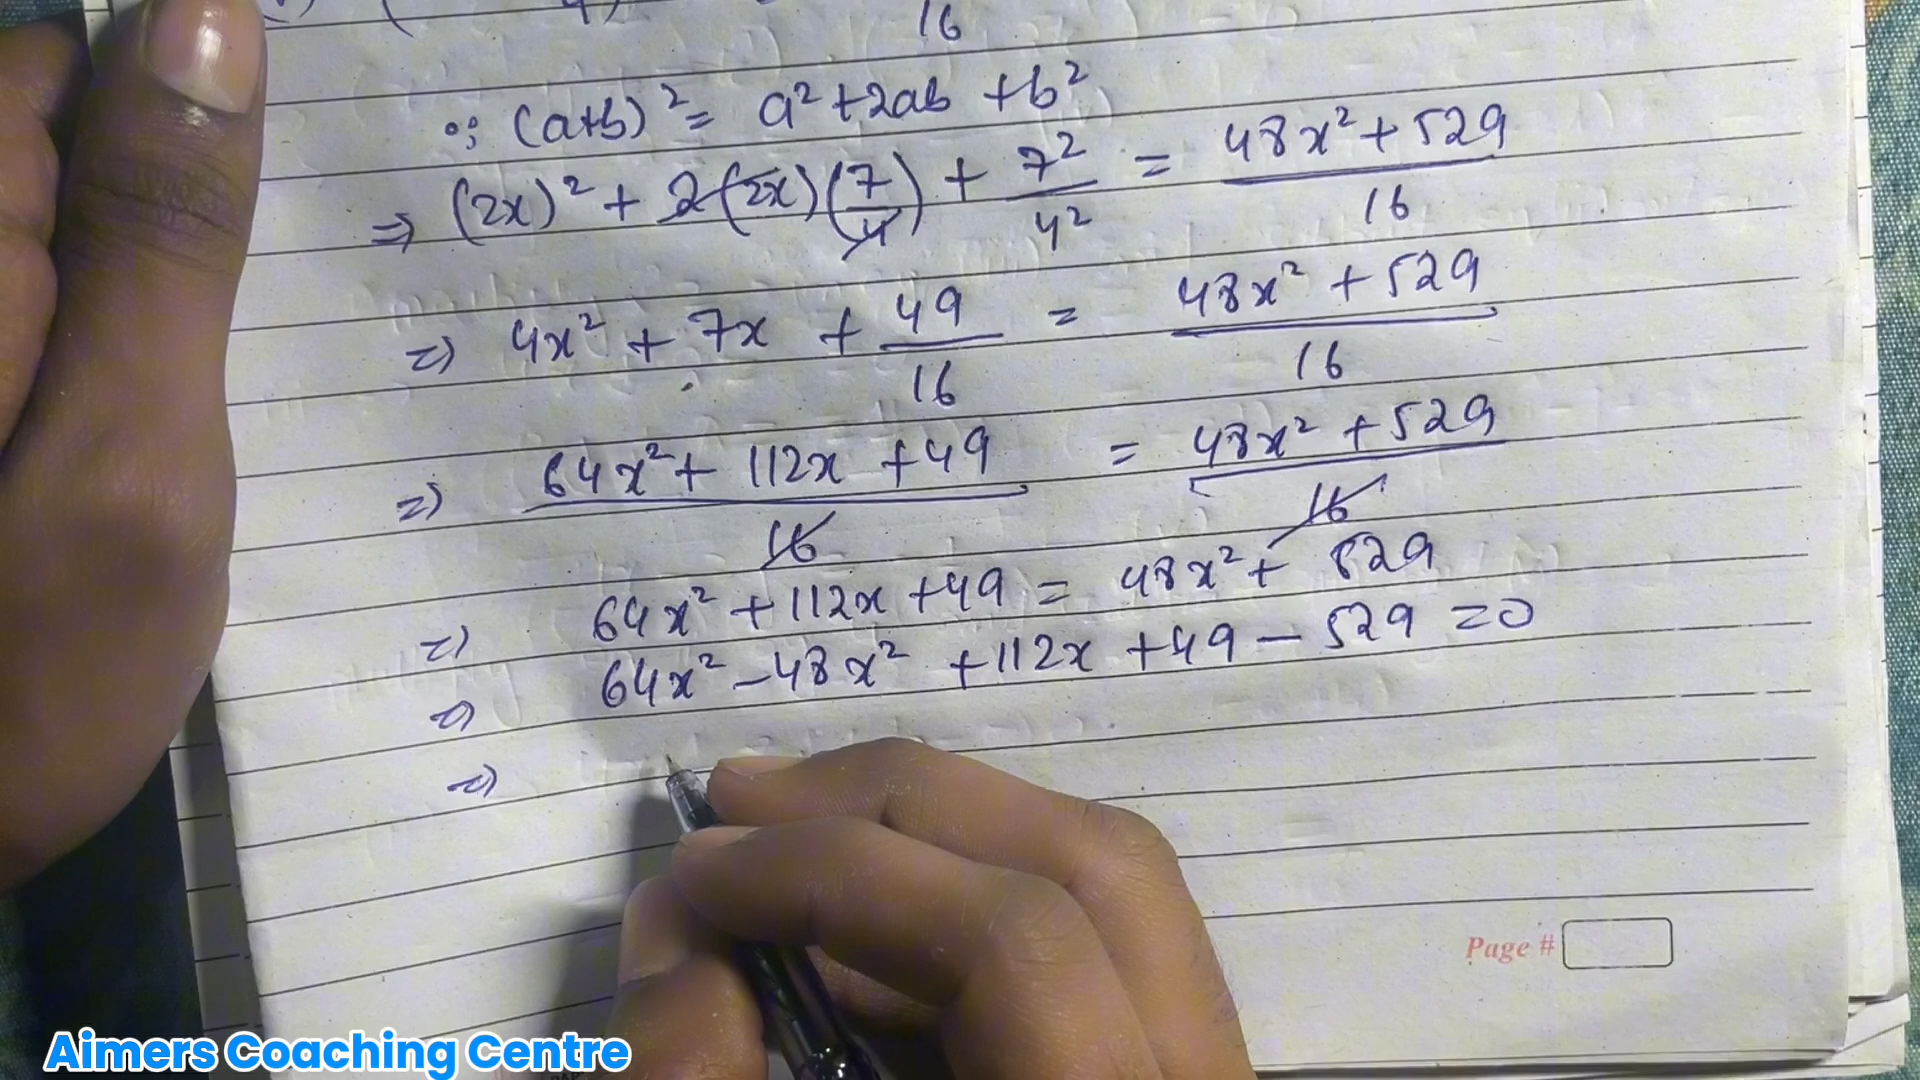 16
∵ (a+b)² = a² + 2ab + b²
⇒ (2x)² + 2(2x)(7/4) + 7²/4² = 48x² + 529 / 16
⇒ 4x² + 7x + 49/16 = 48x² + 529 / 16
⇒ 64x² + 112x + 49 / 16 = 48x² + 529 / 16
⇒ 64x² + 112x + 49 = 48x² + 529
⇒ 64x² - 48x² + 112x + 49 - 529 = 0
⇒
Page #
Aimers Coaching Centre